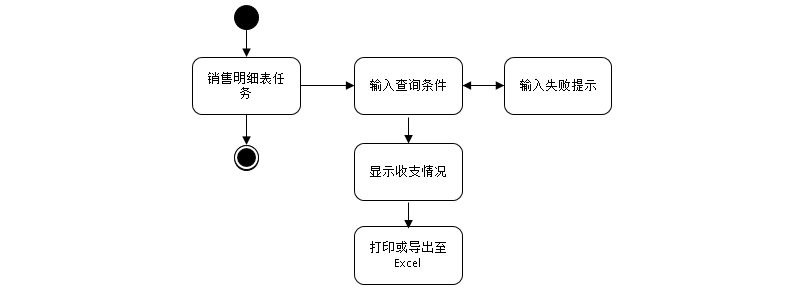 销售明细表任
务
输入查询条件
输入失败提示
显示收支情况
打印或导出至
Excel